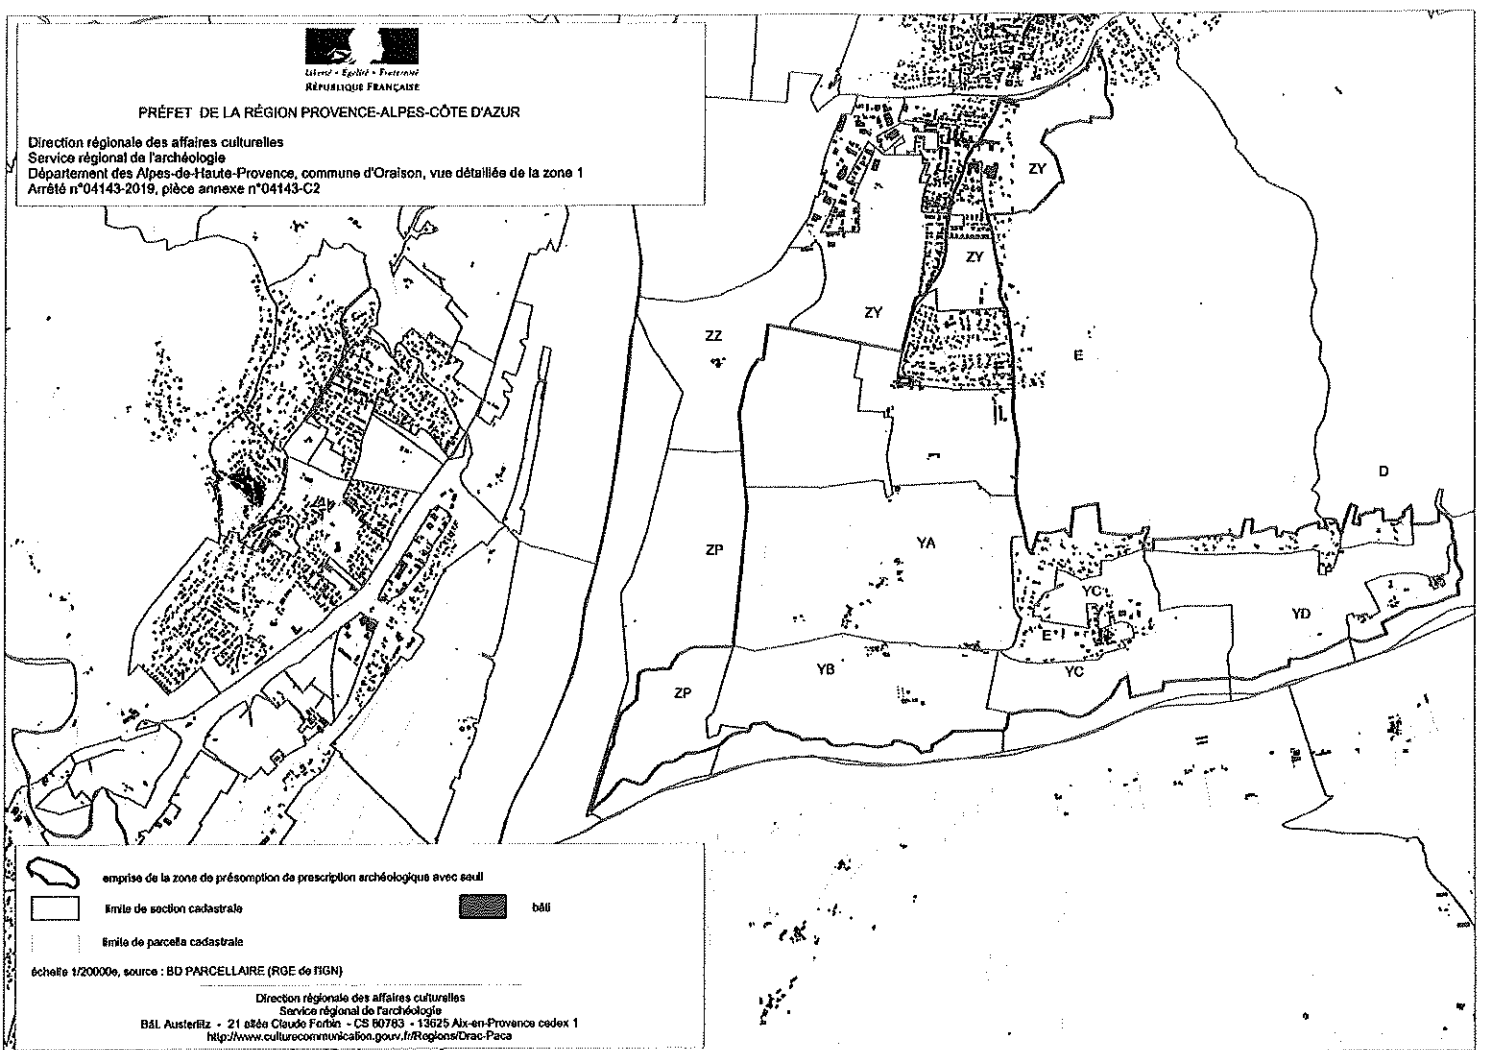 Liberté • Égalité • Fraternité
RÉPUBLIQUE FRANÇAISE
PRÉFET DE LA RÉGION PROVENCE-ALPES-CÔTE D'AZUR
Direction régionale des affaires culturelles
Service régional de l'archéologie
Département des Alpes-de-Haute-Provence, commune d'Oraison, vue détaillée de la zone 1
Arrêté n°04143-2019, pièce annexe n°04143-C2
ZY
ZY
ZY
ZZ
E
D
ZP
YA
YC
YD
E
YB
YC
ZP
emprise de la zone de présomption de prescription archéologique avec seuil
limite de section cadastrale
bâti
limite de parcelle cadastrale
échelle 1/20000e, source : BD PARCELLAIRE (RGE de l'IGN)
Direction régionale des affaires culturelles
Service régional de l'archéologie
Bât. Austerlitz - 21 allée Claude Forbin - CS 80783 - 13625 Aix-en-Provence cedex 1
http://www.culturecommunication.gouv.fr/Regions/Drac-Paca